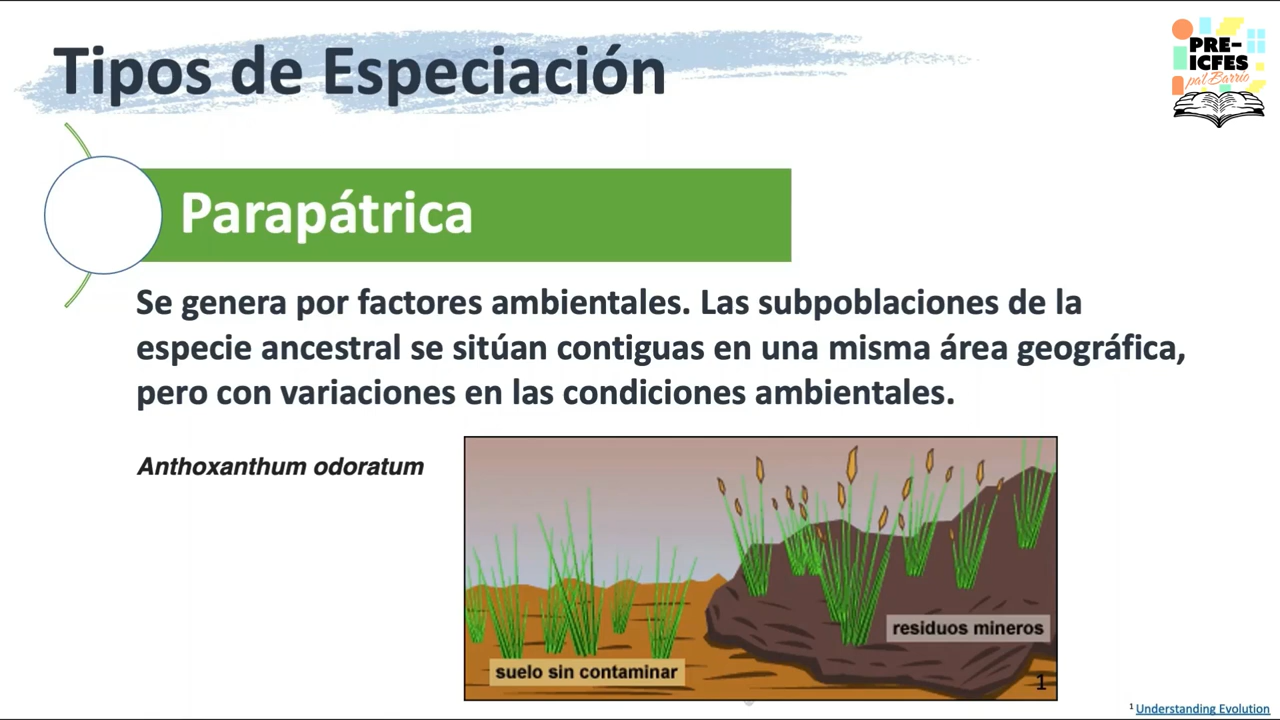 Tipos de Especiación
PRE-
ICFES
pal Barrio
Parapátrica
Se genera por factores ambientales. Las subpoblaciones de la
especie ancestral se sitúan contiguas en una misma área geográfica,
pero con variaciones en las condiciones ambientales.
Anthoxanthum odoratum
residuos mineros
suelo sin contaminar
1
1 Understanding Evolution